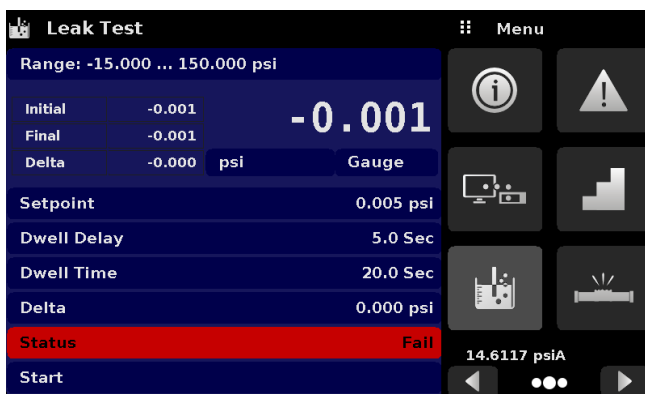 Leak Test
Menu
Range: -15.000 ... 150.000 psi
Initial -0.001
Final -0.001
-0.001
Delta -0.000 psi Gauge
Setpoint 0.005 psi
Dwell Delay 5.0 Sec
Dwell Time 20.0 Sec
Delta 0.000 psi
Status Fail
Start
14.6117 psiA